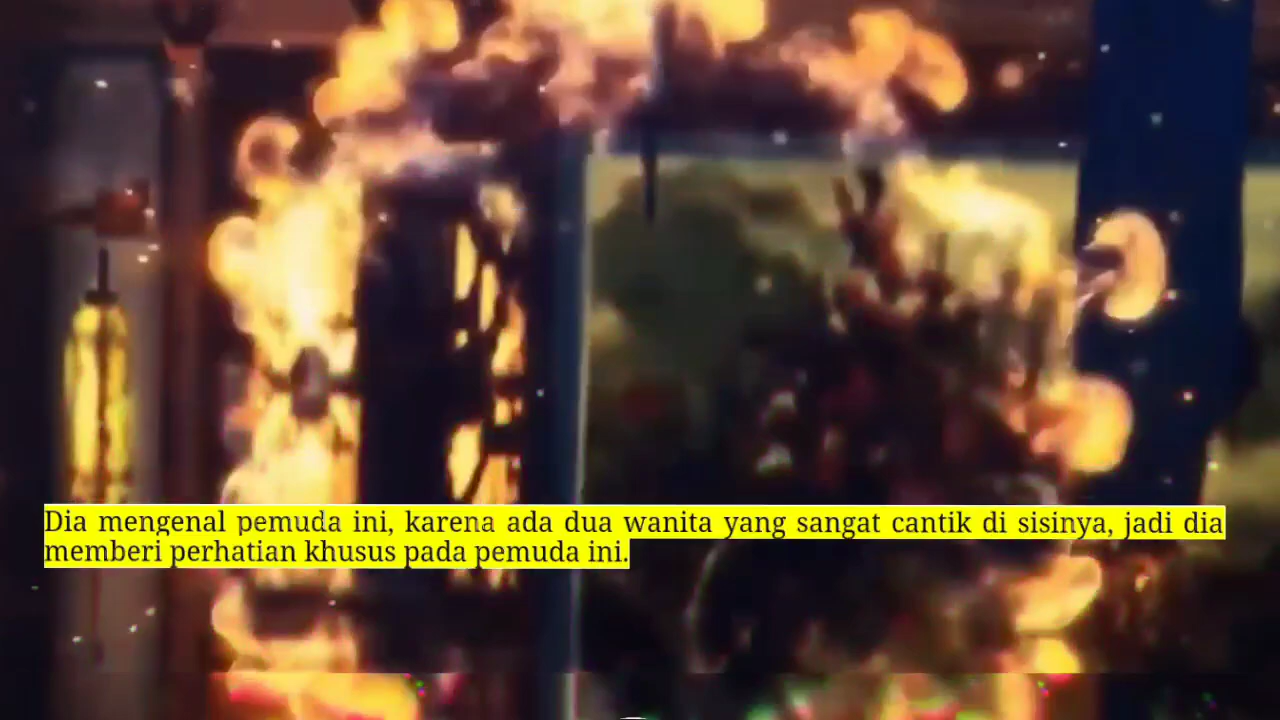 Dia mengenal pemuda ini, karena ada dua wanita yang sangat cantik di sisinya, jadi dia
memberi perhatian khusus pada pemuda ini.